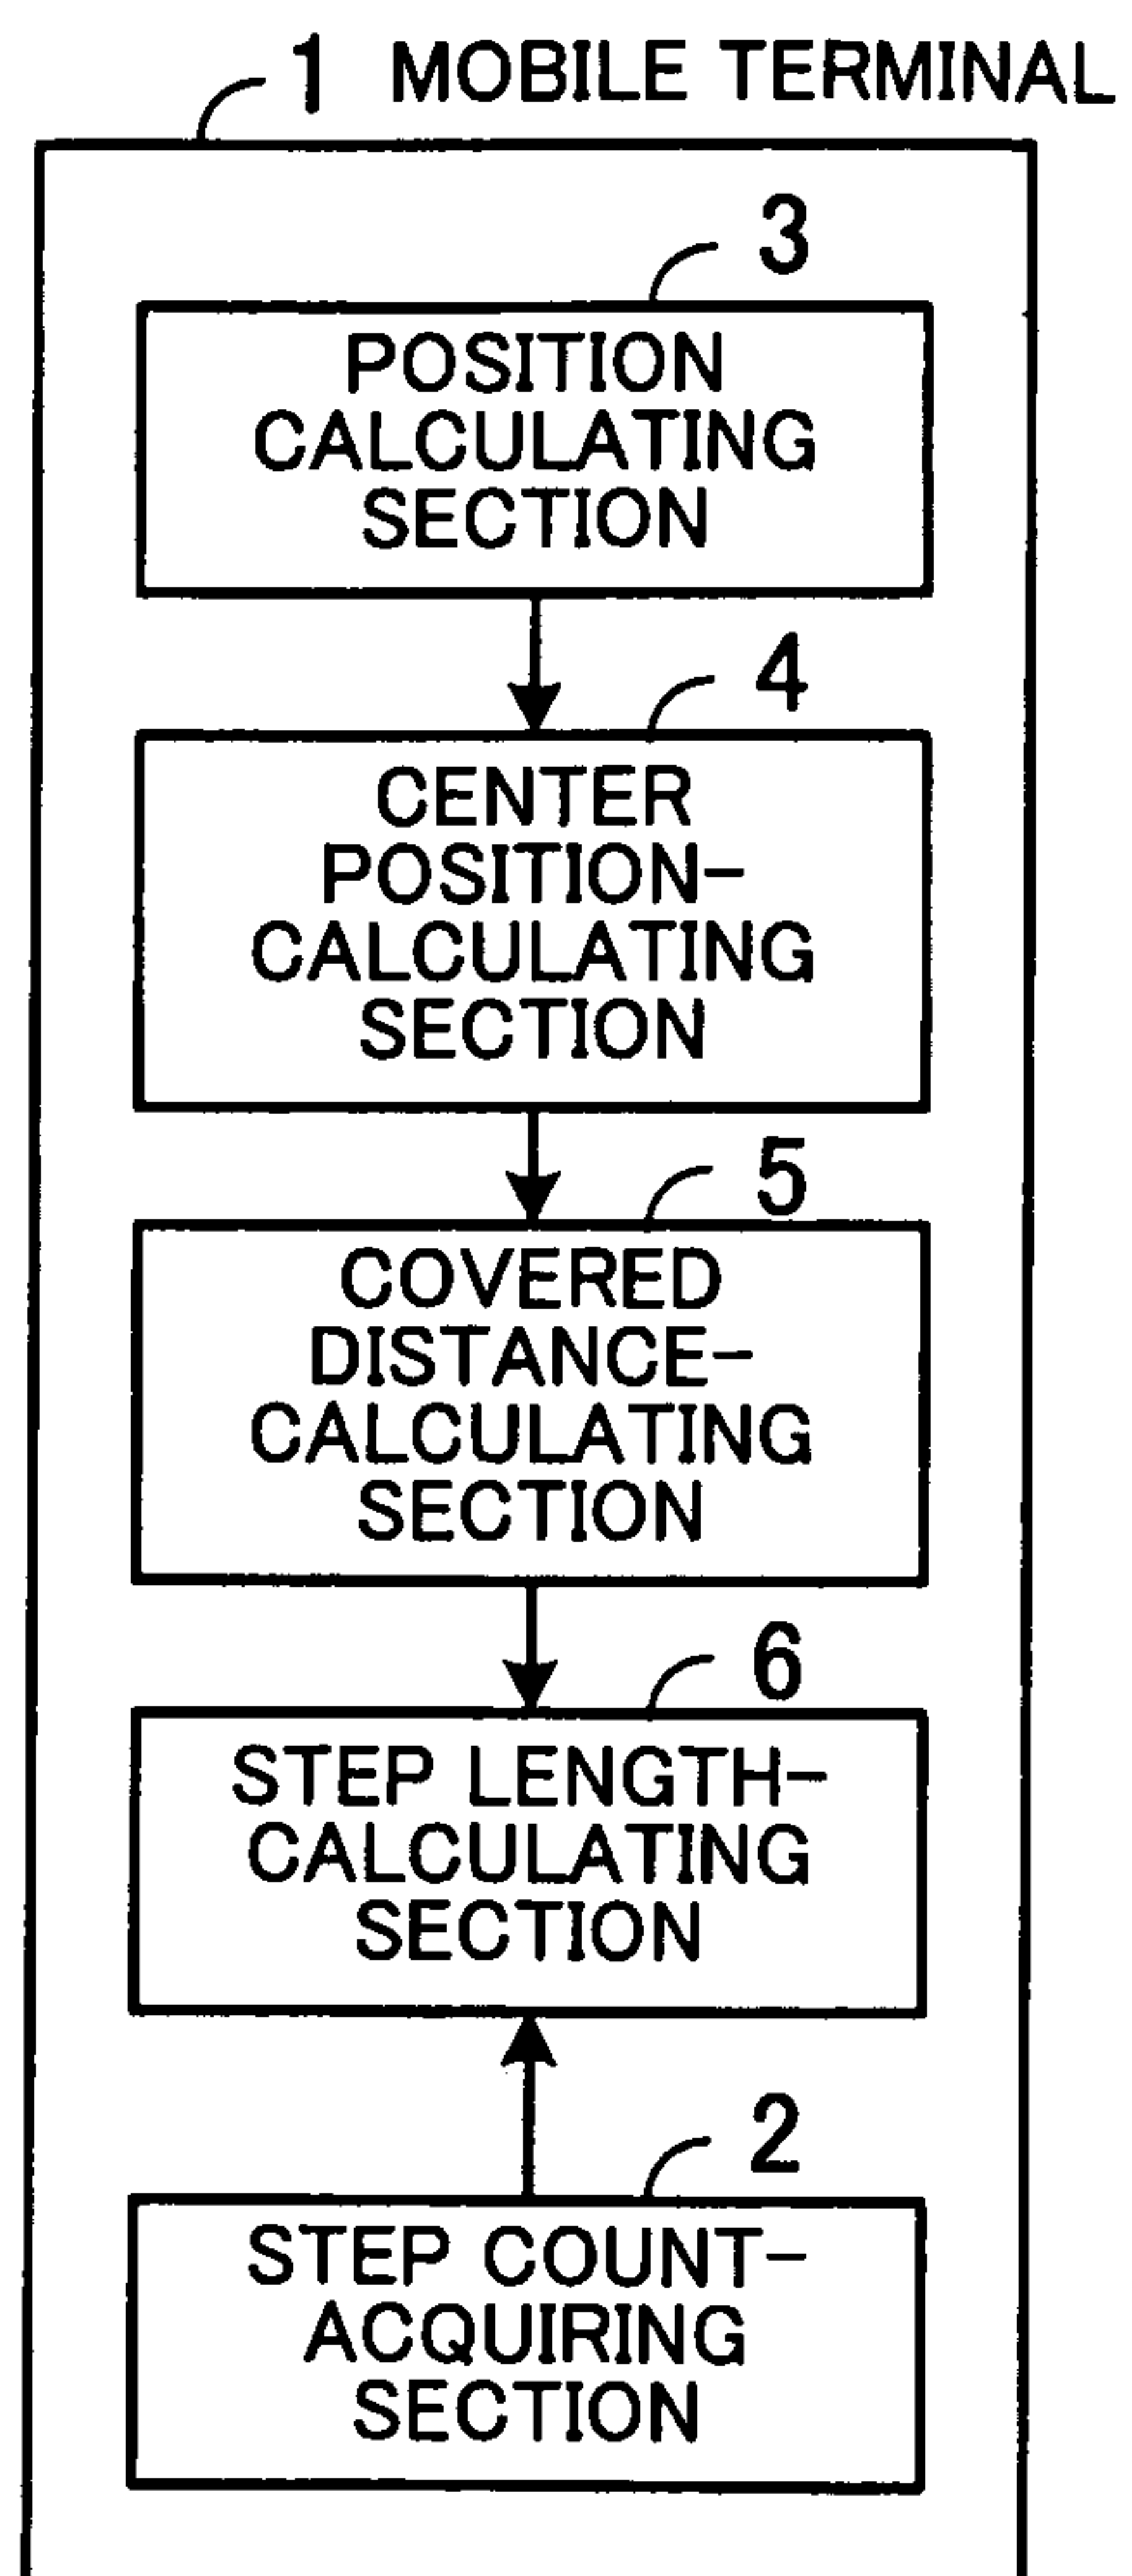 1 MOBILE TERMINAL
3
POSITION
CALCULATING
SECTION
4
CENTER
POSITION-
CALCULATING
SECTION
5
COVERED
DISTANCE-
CALCULATING
SECTION
6
STEP LENGTH-
CALCULATING
SECTION
2
STEP COUNT-
ACQUIRING
SECTION